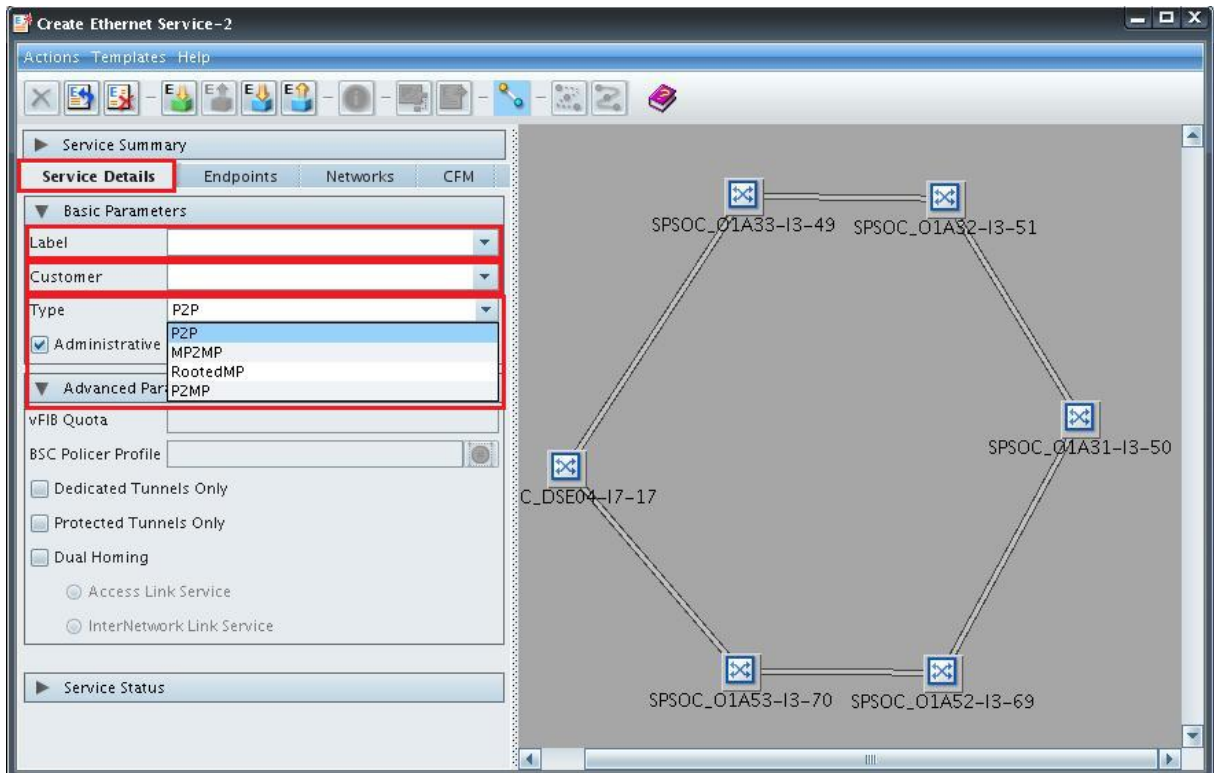 Create Ethernet Service-2
Actions Templates Help
Service Summary
Service Details Endpoints Networks CFM
Basic Parameters
Label
Customer
Type P2P
P2P
Administrative
MP2MP
RootedMP
Advanced Par
P2MP
vFIB Quota
BSC Policer Profile
Dedicated Tunnels Only
Protected Tunnels Only
Dual Homing
Access Link Service
InterNetwork Link Service
Service Status
SPSOC_O1A33-I3-49
SPSOC_O1A32-I3-51
SPSOC_O1A31-I3-50
C_DSE04-I7-17
SPSOC_O1A53-I3-70
SPSOC_O1A52-I3-69